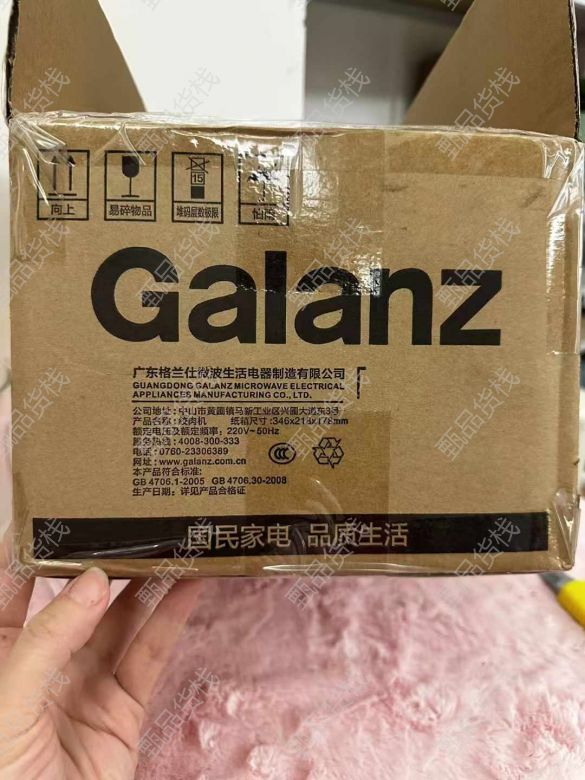 向上
易碎物品
15
堆码层数极限
怕雨
Galanz
广东格兰仕微波生活电器制造有限公司
GUANGDONG GALANZ MICROWAVE ELECTRICAL
APPLIANCES MANUFACTURING CO., LTD.
公司地址：中山市黄圃镇马新工业区兴圃大道东3号
产品名称：绞肉机 纸箱尺寸：346x218x178mm
额定电压及额定频率：220V~50Hz
服务热线：4008-300-333
电话：0760-23306389
网址：www.galanz.com.cn
本产品符合标准：
GB 4706.1-2005 GB 4706.30-2008
生产日期：详见产品合格证
国民家电 品质生活
甄品货栈